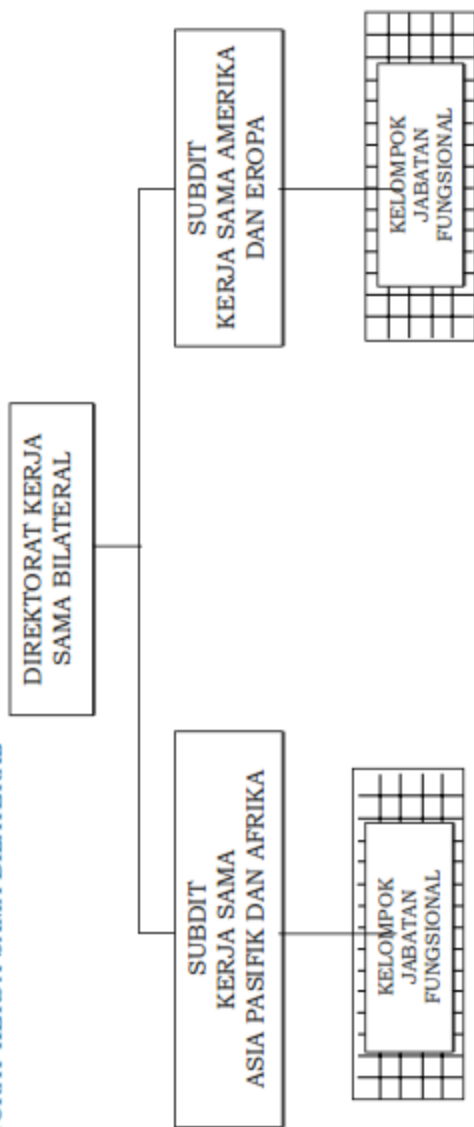 DIREKTORAT KERJA
SAMA BILATERAL
SUBDIT
KERJA SAMA
ASIA PASIFIK DAN AFRIKA
SUBDIT
KERJA SAMA AMERIKA
DAN EROPA
KELOMPOK
JABATAN
FUNGSIONAL
KELOMPOK
JABATAN
FUNGSIONAL